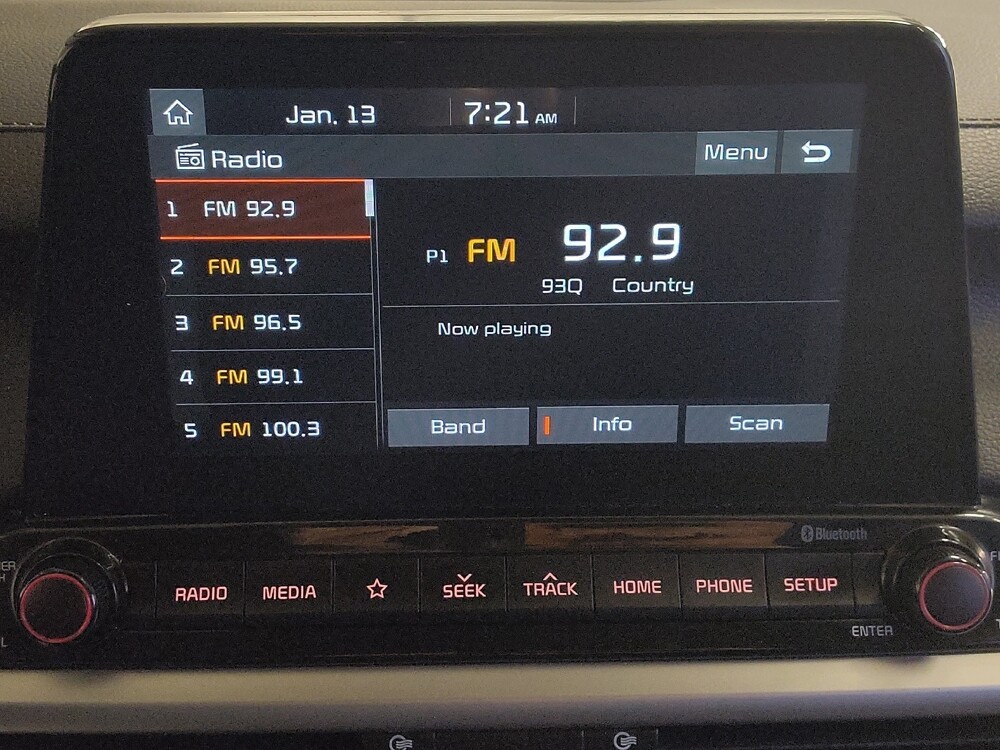 Jan. 13 7:21 AM
Radio Menu
1 FM 92.9
2 FM 95.7
3 FM 96.5
4 FM 99.1
5 FM 100.3
P1 FM 92.9
93Q Country
Now playing
Band Info Scan
Bluetooth
RADIO MEDIA SEEK TRACK HOME PHONE SETUP
ENTER